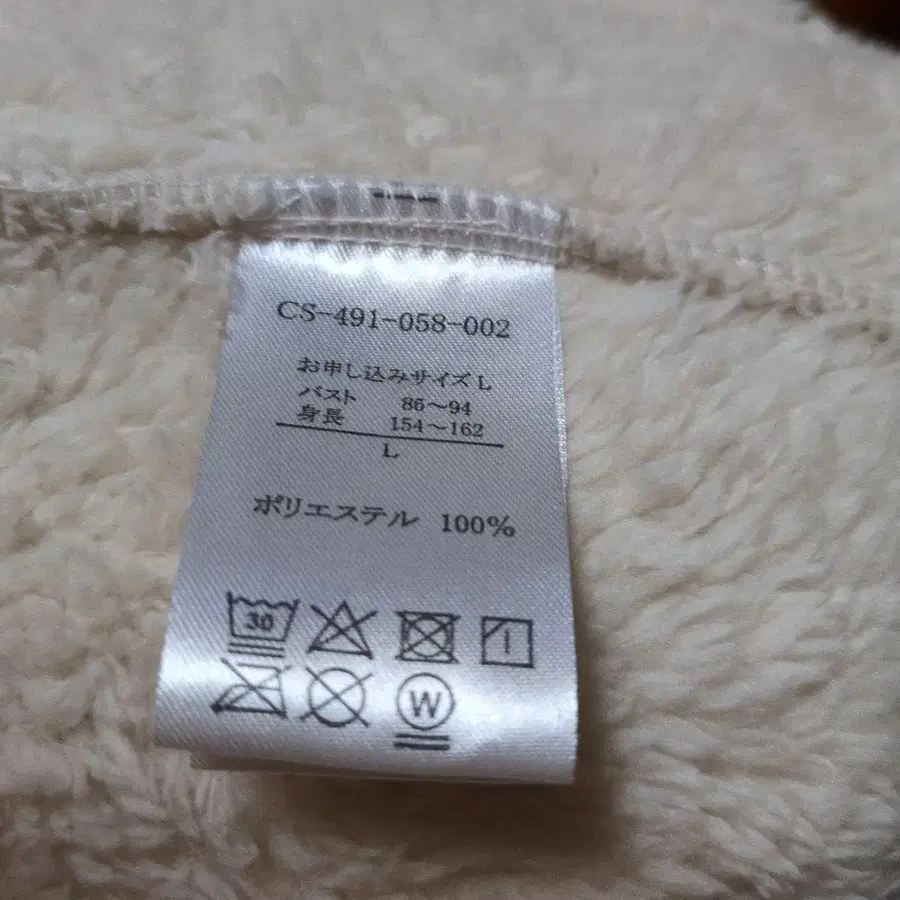 CS-491-058-002
お申し込みサイズ L
バスト 86～94
身長 154～162
L
ポリエステル 100%
30
W